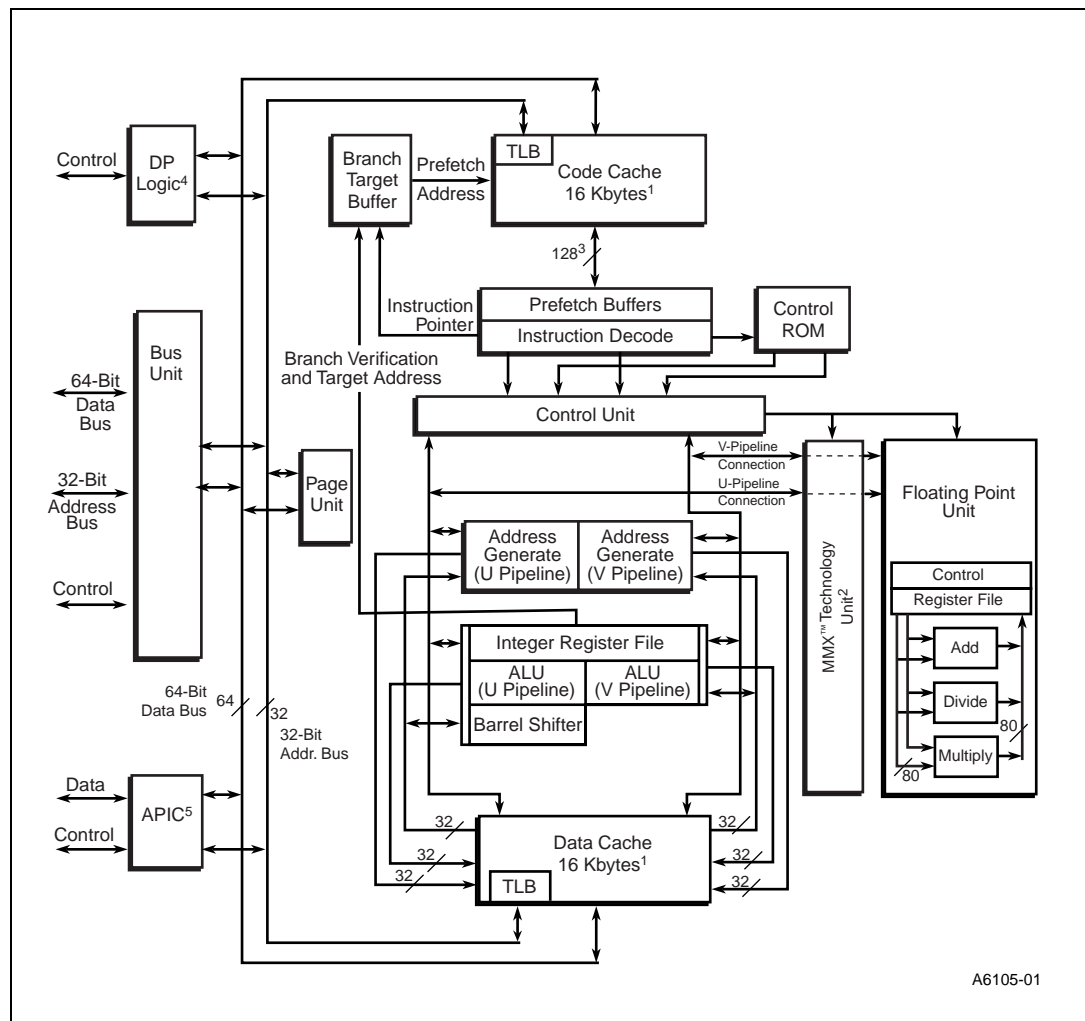 Control
DP
Logic⁴
Branch
Target
Buffer
Prefetch
Address
TLB
Code Cache
16 Kbytes¹
128³
Instruction
Pointer
Prefetch Buffers
Instruction Decode
Control
ROM
Branch Verification
and Target Address
Control Unit
Bus
Unit
64-Bit
Data
Bus
32-Bit
Address
Bus
Control
Page
Unit
V-Pipeline
Connection
U-Pipeline
Connection
MMX™ Technology
Unit²
Floating Point
Unit
Control
Register File
Add
Divide
Multiply
80
80
Address
Generate
(U Pipeline)
Address
Generate
(V Pipeline)
Integer Register File
ALU
(U Pipeline)
ALU
(V Pipeline)
Barrel Shifter
64-Bit
Data Bus
64
32
32-Bit
Addr. Bus
Data
Control
APIC⁵
32
32
32
Data Cache
16 Kbytes¹
TLB
32
32
32
A6105-01